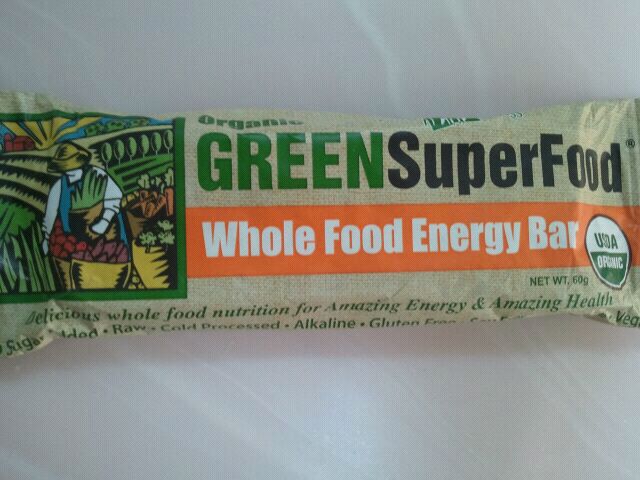 organic
GREENSuperFood®
Whole Food Energy Bar
USDA
ORGANIC
NET WT. 60g
Delicious whole food nutrition for Amazing Energy & Amazing Health
Sugar Added • Raw • Cold Processed • Alkaline • Gluten Free •